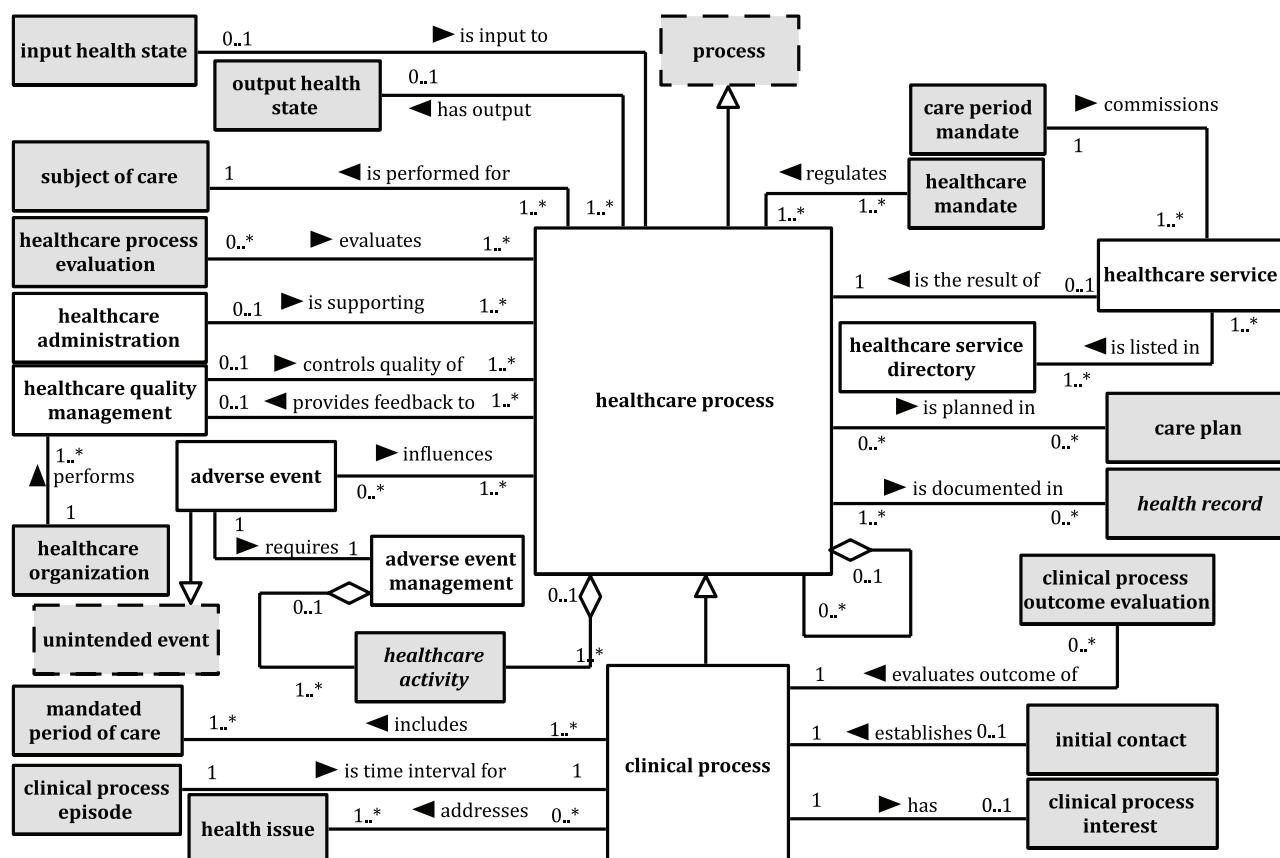 input health state
0..1
► is input to
process
output health
state
0..1
◄ has output
care period
mandate
► commissions
1
subject of care
1
◄ is performed for
1..*
1..*
◄ regulates
1..*
1..*
healthcare
mandate
1..*
healthcare process
evaluation
0..*
► evaluates
1..*
healthcare service
1
◄ is the result of
0..1
healthcare
administration
0..1
► is supporting
1..*
1..*
healthcare service
directory
◄ is listed in
1..*
healthcare quality
management
0..1
► controls quality of
1..*
0..1
◄ provides feedback to
1..*
healthcare process
► is planned in
0..*
0..*
care plan
1..*
▲ performs
1
adverse event
► influences
0..*
1..*
► is documented in
1..*
0..*
health record
healthcare
organization
1
► requires
1
adverse event
management
0..1
0..*
clinical process
outcome evaluation
0..*
unintended event
0..1
1..*
healthcare
activity
0..1
1..*
1
◄ evaluates outcome of
mandated
period of care
1..*
◄ includes
1..*
clinical process
1
◄ establishes
0..1
initial contact
clinical process
episode
1
► is time interval for
1
health issue
1..*
◄ addresses
0..*
1
► has
0..1
clinical process
interest